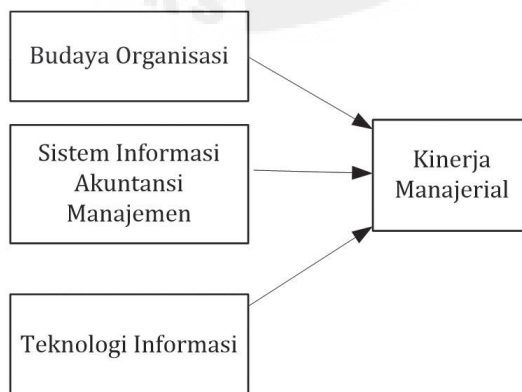 Budaya Organisasi
Sistem Informasi
Akuntansi
Manajemen
Kinerja
Manajerial
Teknologi Informasi